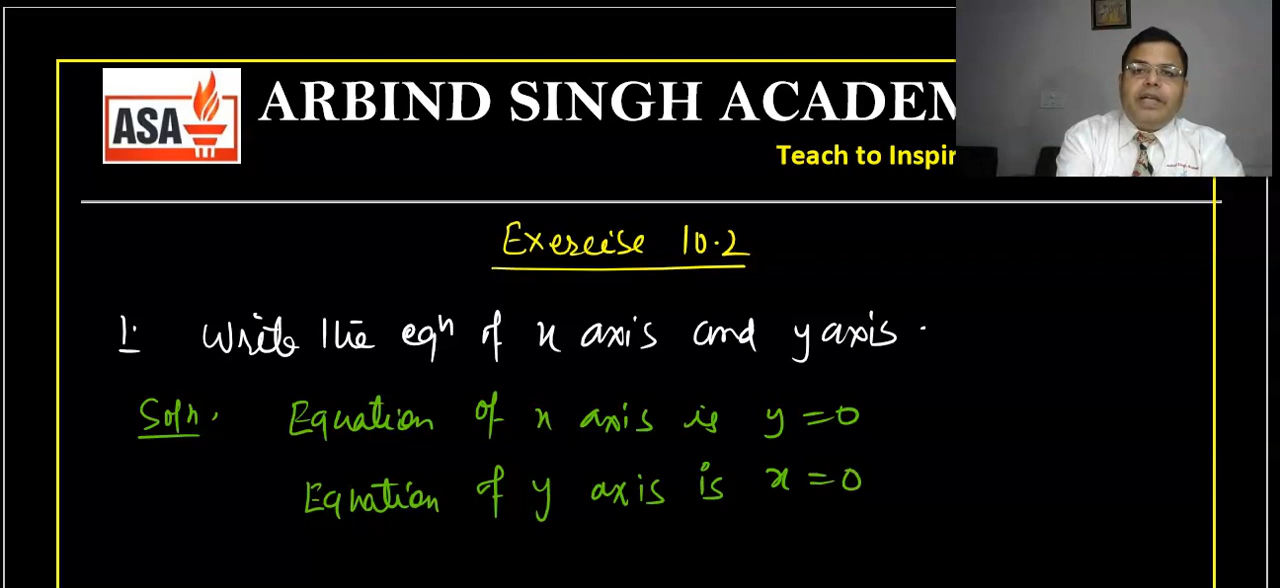 ASA
ARBIND SINGH ACADEM
Teach to Inspir
Exercise 10.2
1. Write the eqn of x axis and y axis.
Soln. Equation of x axis is y=0
Equation of y axis is x=0